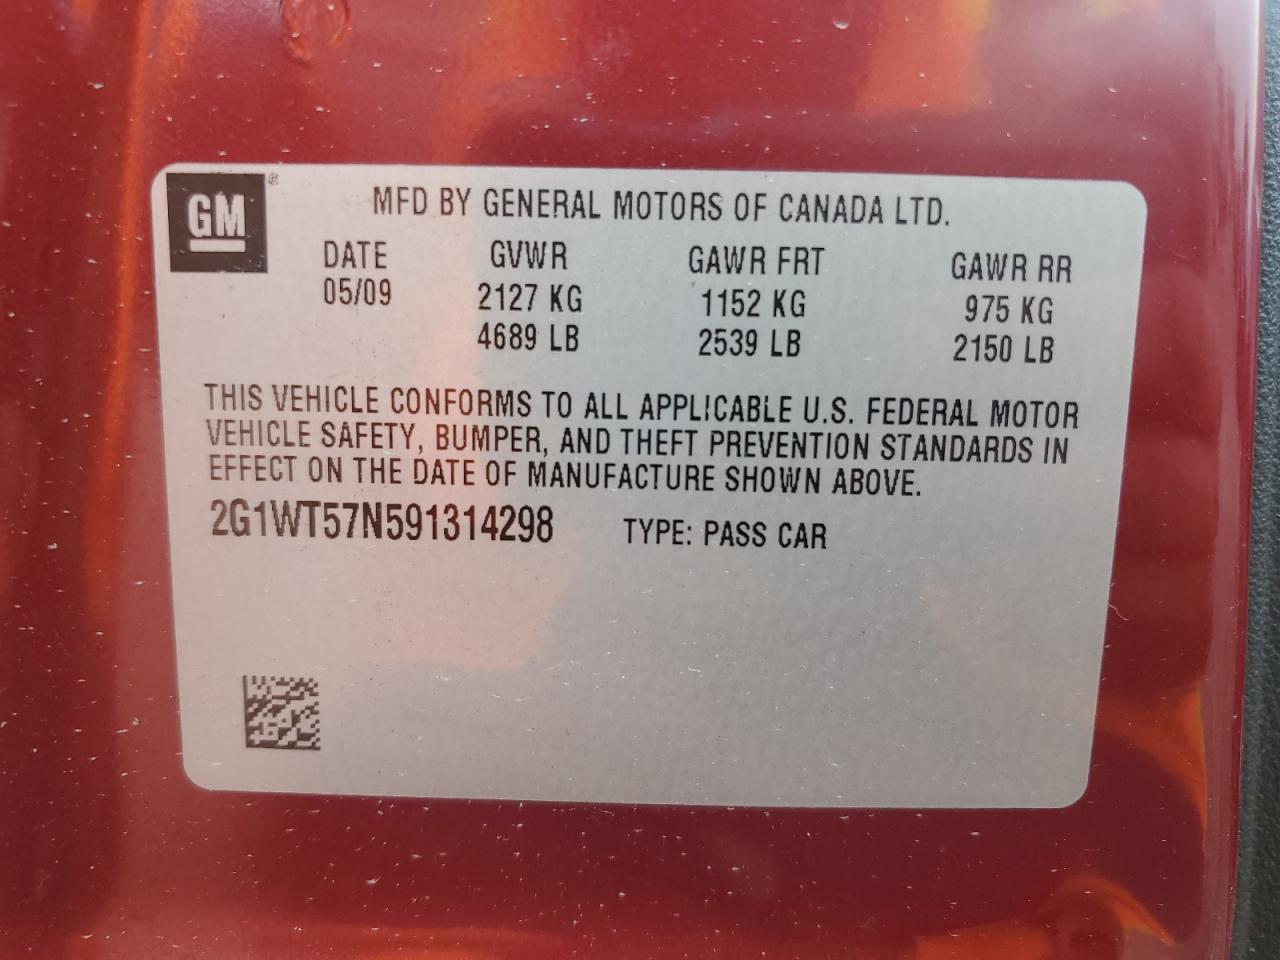 GM ®
MFD BY GENERAL MOTORS OF CANADA LTD.
DATE GVWR GAWR FRT GAWR RR
05/09 2127 KG 1152 KG 975 KG
4689 LB 2539 LB 2150 LB
THIS VEHICLE CONFORMS TO ALL APPLICABLE U.S. FEDERAL MOTOR
VEHICLE SAFETY, BUMPER, AND THEFT PREVENTION STANDARDS IN
EFFECT ON THE DATE OF MANUFACTURE SHOWN ABOVE.
2G1WT57N591314298 TYPE: PASS CAR